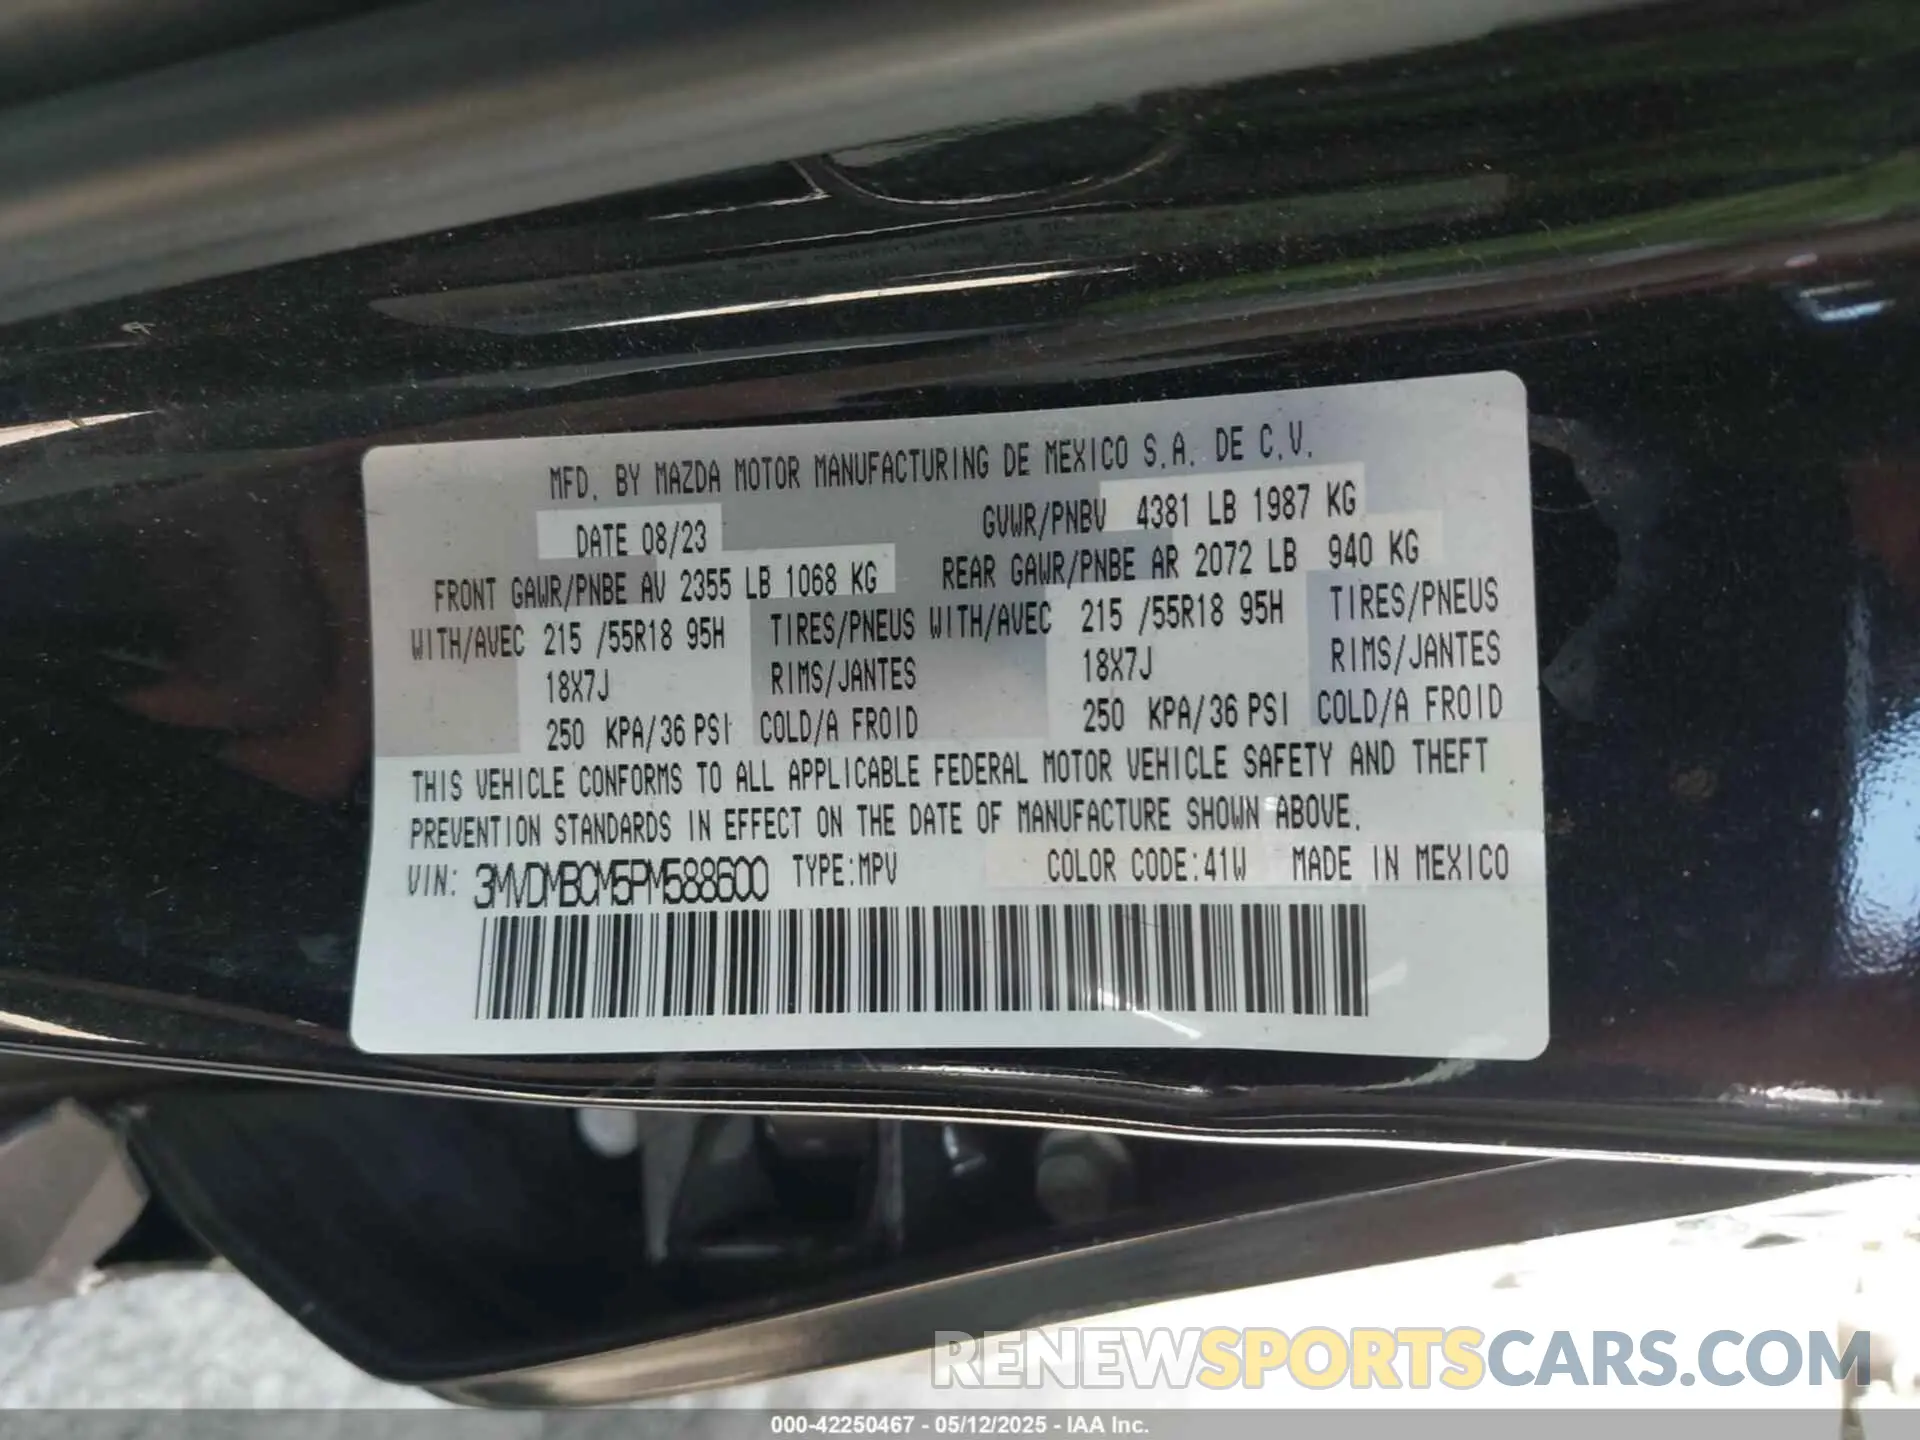 MFD. BY MAZDA MOTOR MANUFACTURING DE MEXICO S.A. DE C.V.
DATE 08/23 GVWR/PNBV 4381 LB 1987 KG
FRONT GAWR/PNBE AV 2355 LB 1068 KG REAR GAWR/PNBE AR 2072 LB 940 KG
WITH/AVEC 215 /55R18 95H TIRES/PNEUS WITH/AVEC 215 /55R18 95H TIRES/PNEUS
18X7J RIMS/JANTES 18X7J RIMS/JANTES
250 KPA/36 PSI COLD/A FROID 250 KPA/36 PSI COLD/A FROID
THIS VEHICLE CONFORMS TO ALL APPLICABLE FEDERAL MOTOR VEHICLE SAFETY AND THEFT
PREVENTION STANDARDS IN EFFECT ON THE DATE OF MANUFACTURE SHOWN ABOVE.
VIN: 3MVDMBCM5PM588600 TYPE:MPV COLOR CODE:41W MADE IN MEXICO
RENEWSPORTSCARS.COM
000-42250467 - 05/12/2025 - IAA Inc.